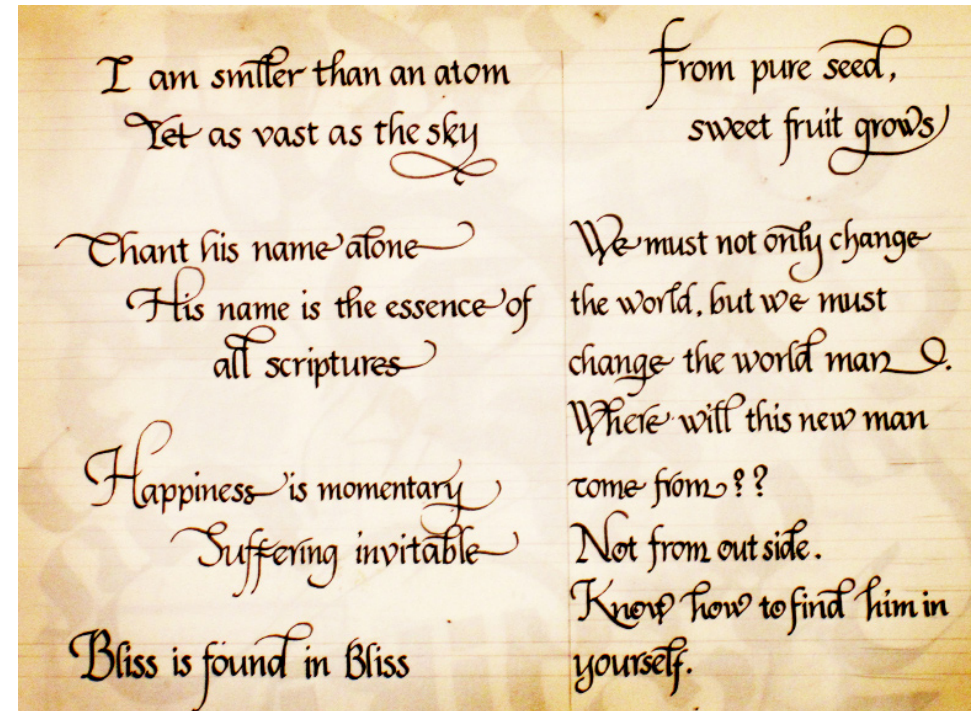 I am smller than an atom
Yet as vast as the sky
Chant his name alone
His name is the essence of
all scriptures
Happiness is momentary
Suffering invitable
Bliss is found in Bliss
From pure seed,
sweet fruit grows
We must not only change
the world, but we must
change the world man.
Where will this new man
come from??
Not from out side.
Know how to find him in
yourself.